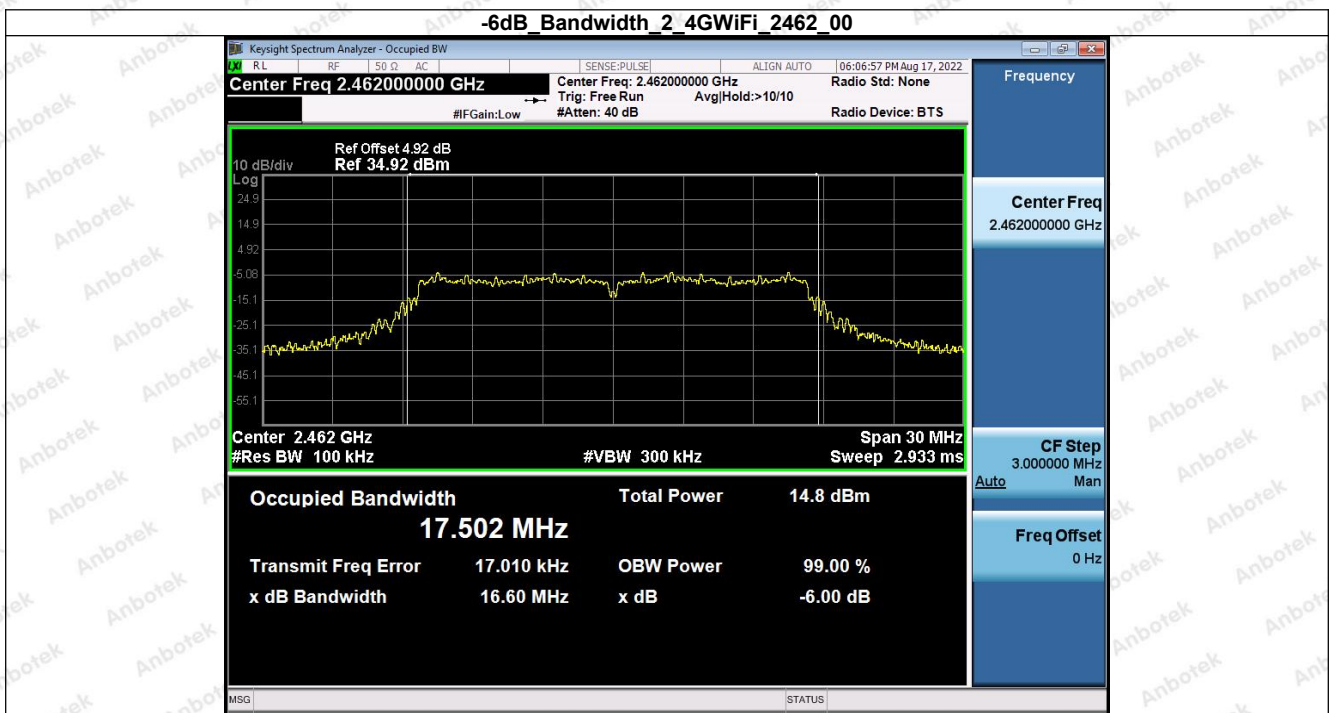 -6dB_Bandwidth_2_4GWiFi_2462_00
Keysight Spectrum Analyzer - Occupied BW
RL RF 50 Ω AC SENSE:PULSE ALIGN AUTO 06:06:57 PM Aug 17, 2022
Center Freq 2.462000000 GHz
Center Freq: 2.462000000 GHz
Radio Std: None
Trig: Free Run Avg|Hold:>10/10
#IFGain:Low #Atten: 40 dB Radio Device: BTS
Frequency
Ref Offset 4.92 dB
10 dB/div Ref 34.92 dBm
Log
24.9
14.9
4.92
-5.08
-15.1
-25.1
-35.1
-45.1
-55.1
Center 2.462 GHz Span 30 MHz
#Res BW 100 kHz #VBW 300 kHz Sweep 2.933 ms
Center Freq
2.462000000 GHz
CF Step
3.000000 MHz
Auto Man
Freq Offset
0 Hz
Occupied Bandwidth Total Power 14.8 dBm
17.502 MHz
Transmit Freq Error 17.010 kHz OBW Power 99.00 %
x dB Bandwidth 16.60 MHz x dB -6.00 dB
MSG STATUS
Anbotek